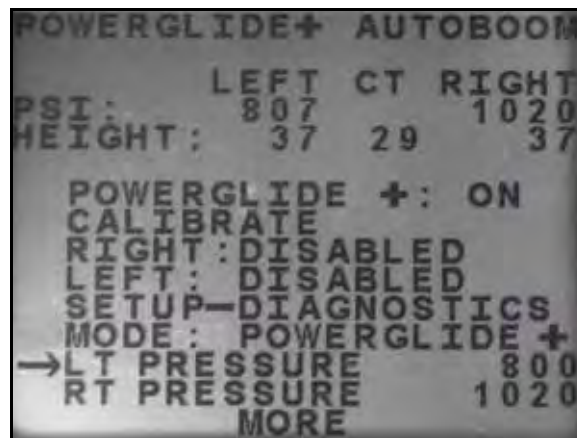 POWERGLIDE+ AUTOBOOM
LEFT CT RIGHT
PSI: 807 1020
HEIGHT: 37 29 37
POWERGLIDE +: ON
CALIBRATE
RIGHT:DISABLED
LEFT: DISABLED
SETUP-DIAGNOSTICS
MODE: POWERGLIDE +
→LT PRESSURE 800
RT PRESSURE 1020
MORE